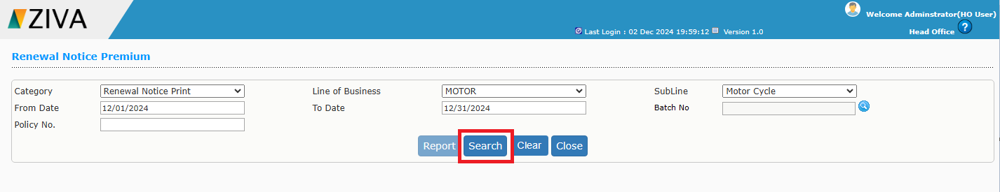 ZIVA
Welcome Adminstrator(HO User)
Last Login : 02 Dec 2024 19:59:12 Version 1.0
Head Office ?
Renewal Notice Premium
Category Renewal Notice Print Line of Business MOTOR SubLine Motor Cycle
From Date 12/01/2024 To Date 12/31/2024 Batch No
Policy No.
Report Search Clear Close